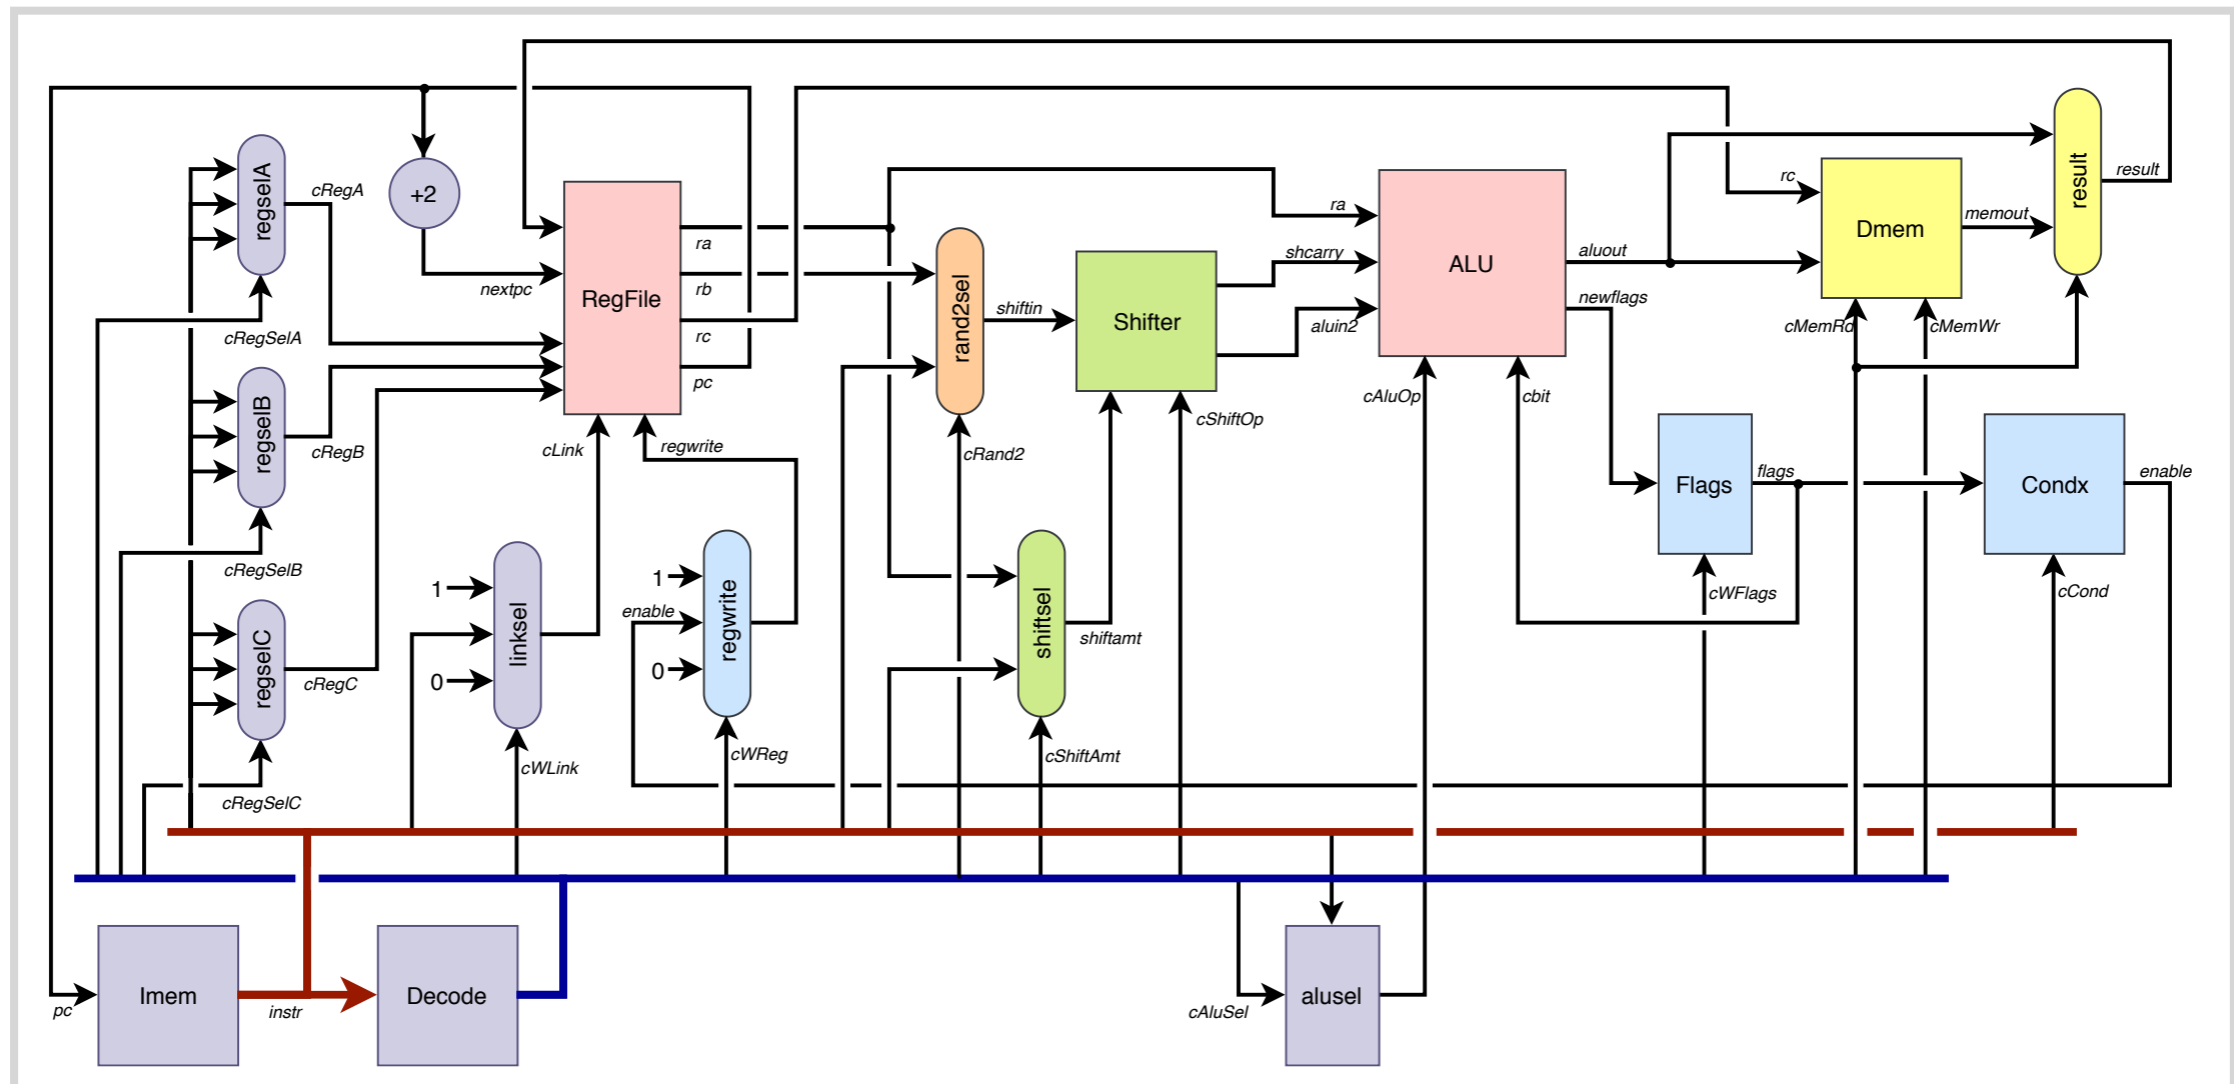 regselA
cRegA
cRegSelA
regselB
cRegB
cRegSelB
regselC
cRegC
cRegSelC
+2
nextpc
RegFile
ra
rb
rc
pc
cLink
regwrite
1
0
linksel
cWLink
1
enable
0
regwrite
cWReg
rand2sel
cRand2
shiftin
Shifter
cShiftOp
shiftsel
shiftamt
cShiftAmt
shcarry
aluin2
ra
ALU
cAluOp
cbit
aluout
newflags
Flags
flags
cWFlags
rc
Dmem
memout
cMemRd
cMemWr
result
result
Condx
enable
cCond
pc
Imem
instr
Decode
cAluSel
alusel